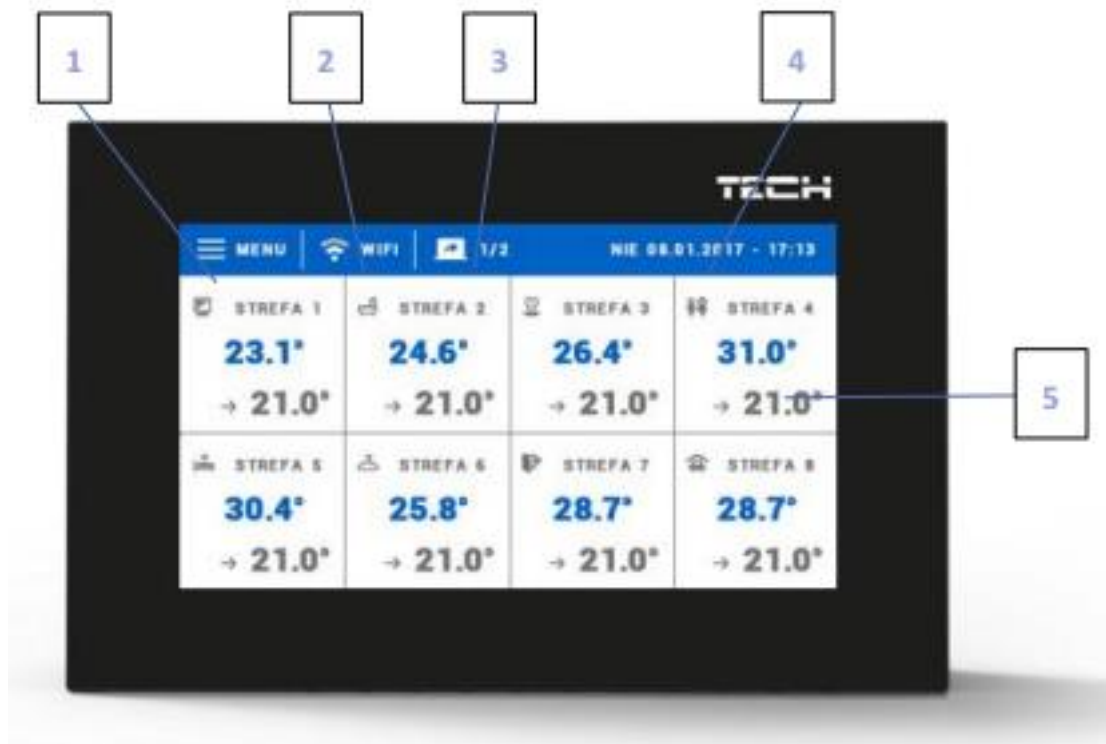 1 2 3 4
TECH
MENU WIFI 1/2 NIE 08.01.2017 - 17:13
STREFA 1 STREFA 2 STREFA 3 STREFA 4
23.1° 24.6° 26.4° 31.0°
→ 21.0° → 21.0° → 21.0° → 21.0°
5
STREFA 5 STREFA 6 STREFA 7 STREFA 8
30.4° 25.8° 28.7° 28.7°
→ 21.0° → 21.0° → 21.0° → 21.0°